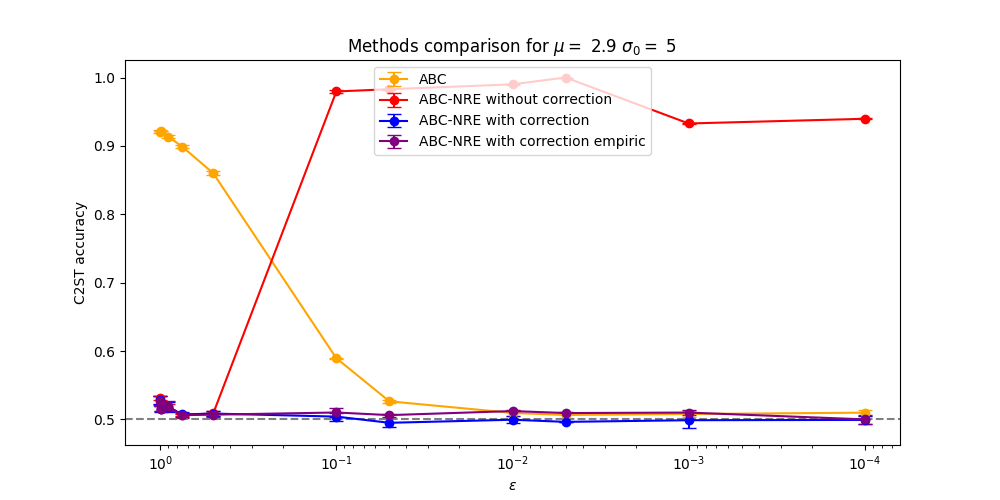 Methods comparison for μ = 2.9 σ₀ = 5
ABC
ABC-NRE without correction
ABC-NRE with correction
ABC-NRE with correction empiric
C2ST accuracy
1.0
0.9
0.8
0.7
0.6
0.5
10⁰
10⁻¹
10⁻²
10⁻³
10⁻⁴
ε